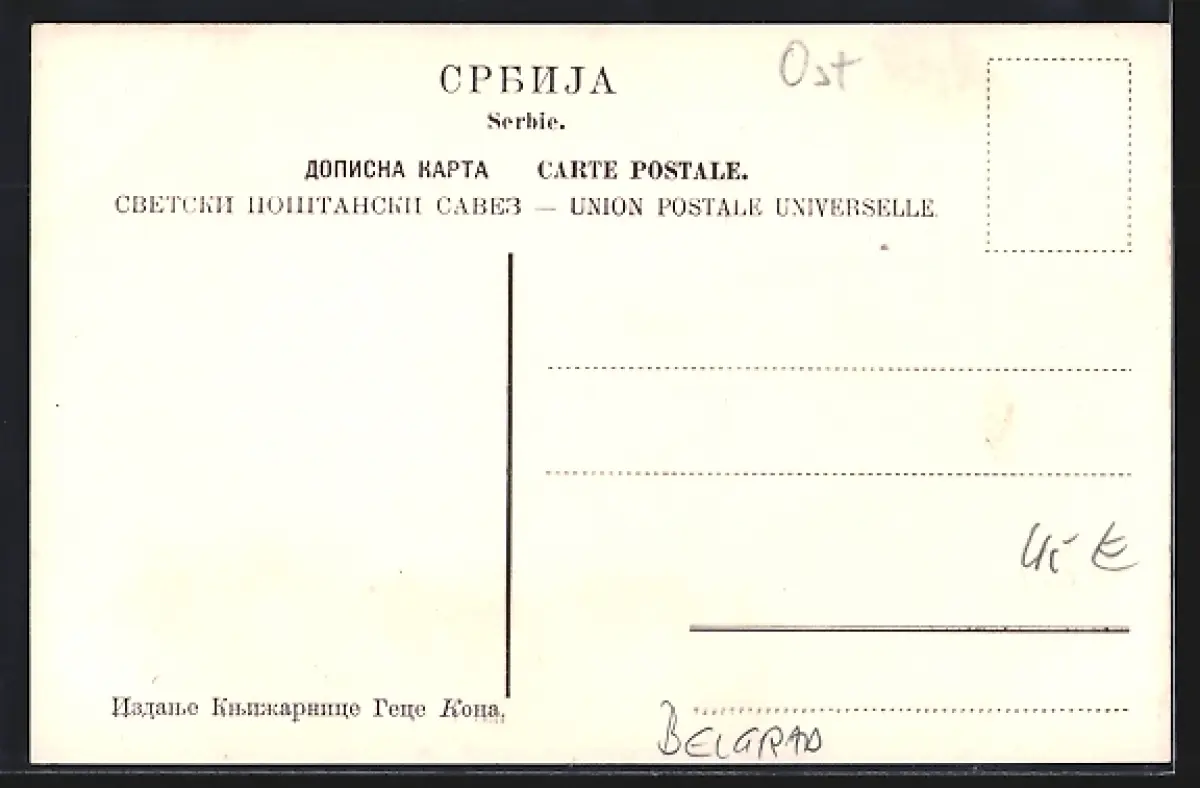 Ost
СРБИЈА
Serbie.
ДОПИСНА КАРТА CARTE POSTALE.
СВЕТСКИ ПОШТАНСКИ САВЕЗ — UNION POSTALE UNIVERSELLE.
Издање Књижарнице Геце Кона.
BELGRAD